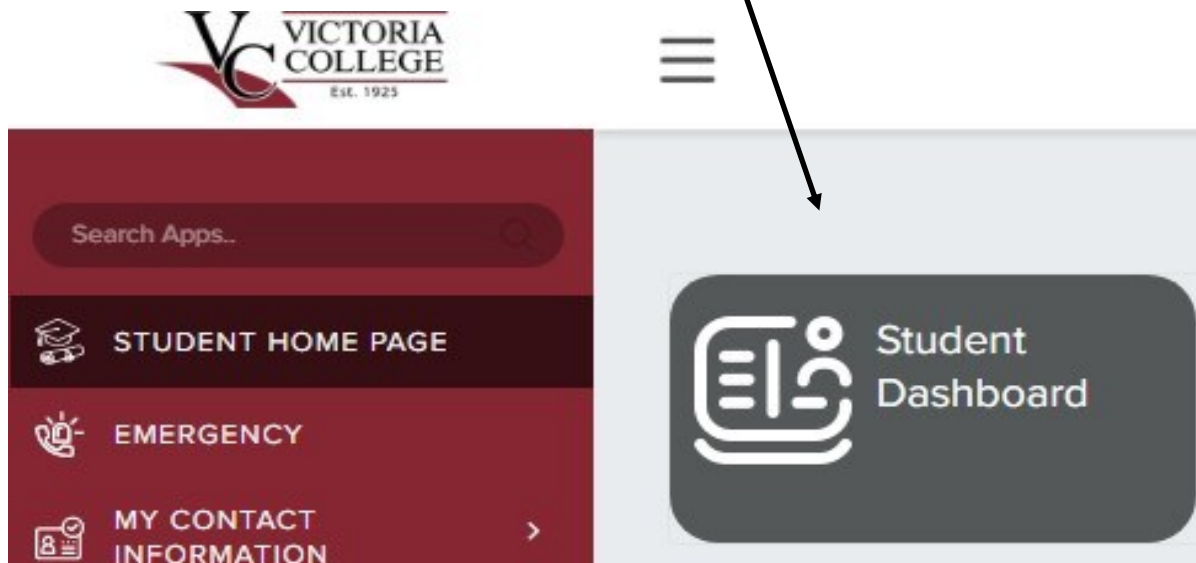 VICTORIA
COLLEGE
Est. 1925
Search Apps..
STUDENT HOME PAGE
EMERGENCY
MY CONTACT
INFORMATION
Student
Dashboard